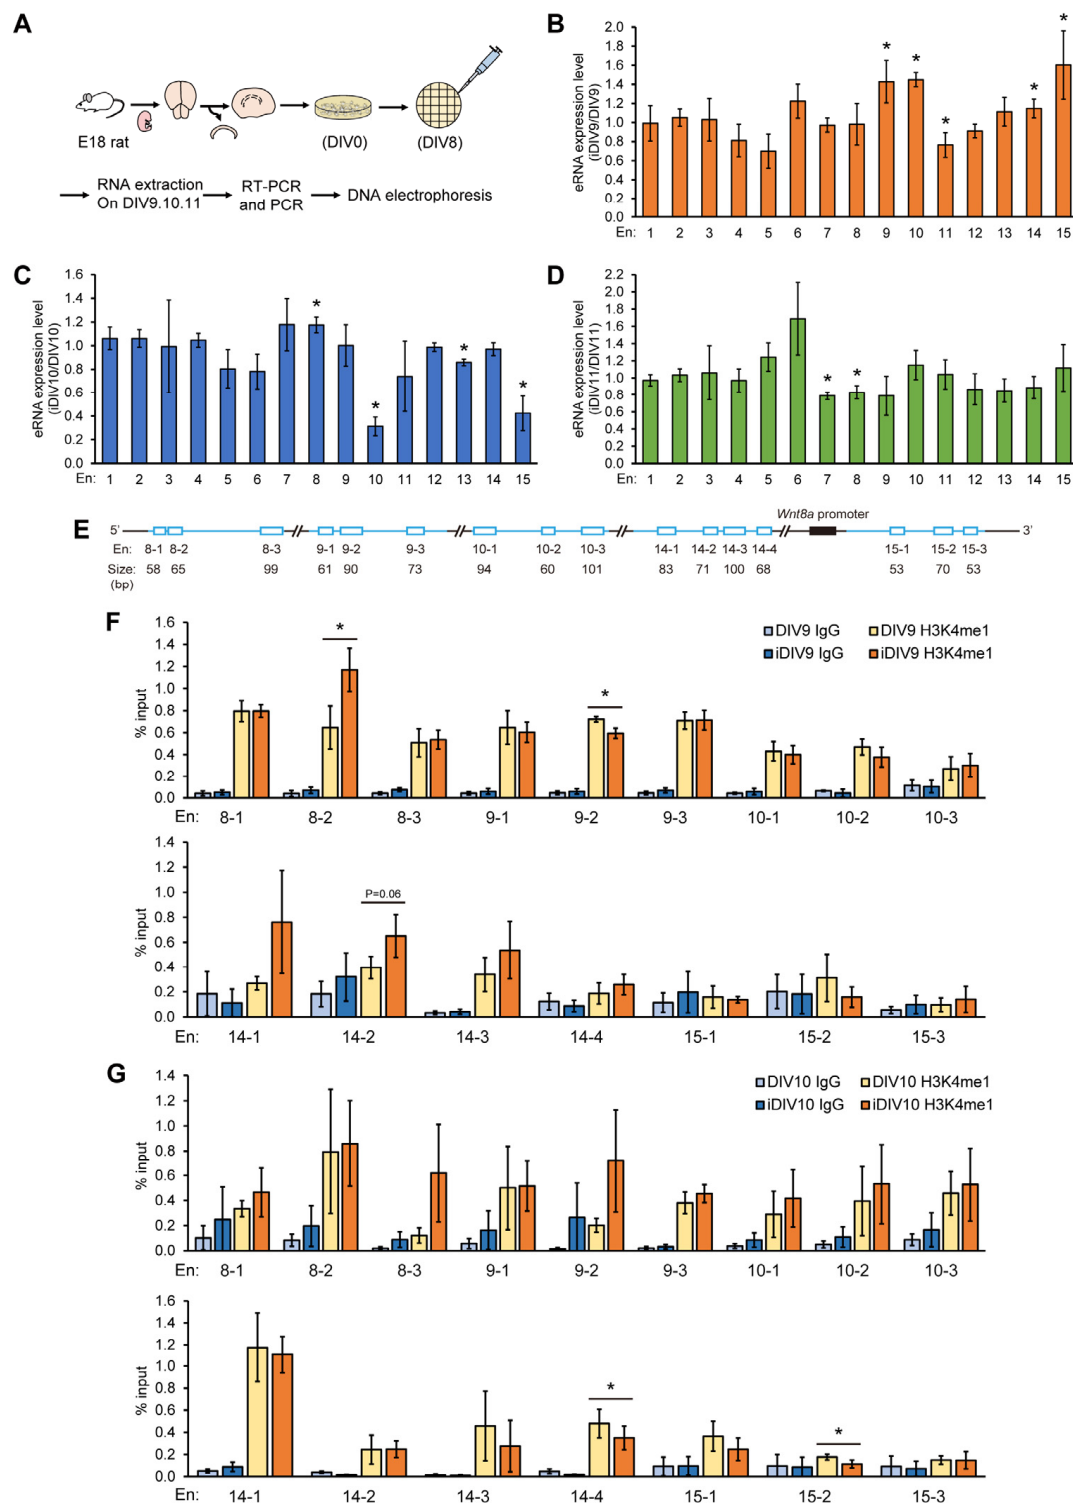 A
E18 rat
(DIV0)
(DIV8)
RNA extraction
On DIV9.10.11
RT-PCR
and PCR
DNA electrophoresis
B
eRNA expression level
(iDIV9/DIV9)
2.0
1.8
1.6
1.4
1.2
1.0
0.8
0.6
0.4
0.2
0.0
* * * * *
En: 1 2 3 4 5 6 7 8 9 10 11 12 13 14 15
C
eRNA expression level
(iDIV10/DIV10)
1.6
1.4
1.2
1.0
0.8
0.6
0.4
0.2
0.0
* * * *
En: 1 2 3 4 5 6 7 8 9 10 11 12 13 14 15
D
eRNA expression level
(iDIV11/DIV11)
2.2
2.0
1.8
1.6
1.4
1.2
1.0
0.8
0.6
0.4
0.2
0.0
* *
En: 1 2 3 4 5 6 7 8 9 10 11 12 13 14 15
E
Wnt8a promoter
5' 3'
En: 8-1 8-2 8-3 9-1 9-2 9-3 10-1 10-2 10-3 14-1 14-2 14-3 14-4 15-1 15-2 15-3
Size: 58 65 99 61 90 73 94 60 101 83 71 100 68 53 70 53
(bp)
F
% input
1.6
1.4
1.2
1.0
0.8
0.6
0.4
0.2
0.0
DIV9 IgG DIV9 H3K4me1
iDIV9 IgG iDIV9 H3K4me1
* *
En: 8-1 8-2 8-3 9-1 9-2 9-3 10-1 10-2 10-3
% input
1.4
1.2
1.0
0.8
0.6
0.4
0.2
0.0
P=0.06
En: 14-1 14-2 14-3 14-4 15-1 15-2 15-3
G
% input
1.4
1.2
1.0
0.8
0.6
0.4
0.2
0.0
DIV10 IgG DIV10 H3K4me1
iDIV10 IgG iDIV10 H3K4me1
En: 8-1 8-2 8-3 9-1 9-2 9-3 10-1 10-2 10-3
% input
1.6
1.4
1.2
1.0
0.8
0.6
0.4
0.2
0.0
* *
En: 14-1 14-2 14-3 14-4 15-1 15-2 15-3